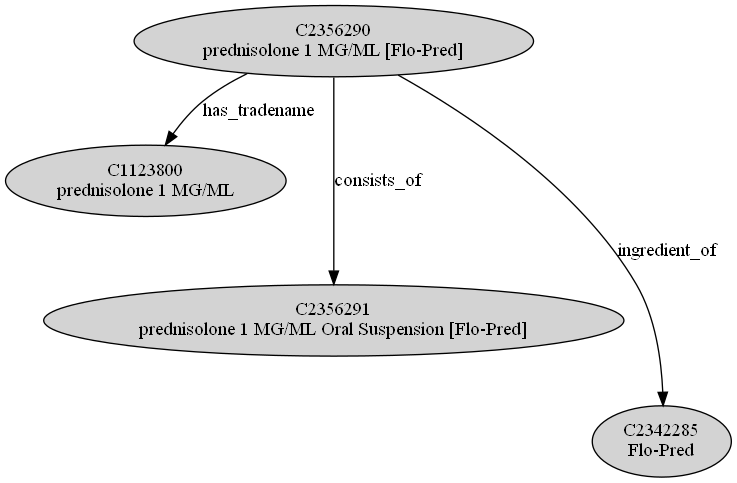 C2356290
prednisolone 1 MG/ML [Flo-Pred]
has_tradename
C1123800
prednisolone 1 MG/ML
consists_of
ingredient_of
C2356291
prednisolone 1 MG/ML Oral Suspension [Flo-Pred]
C2342285
Flo-Pred